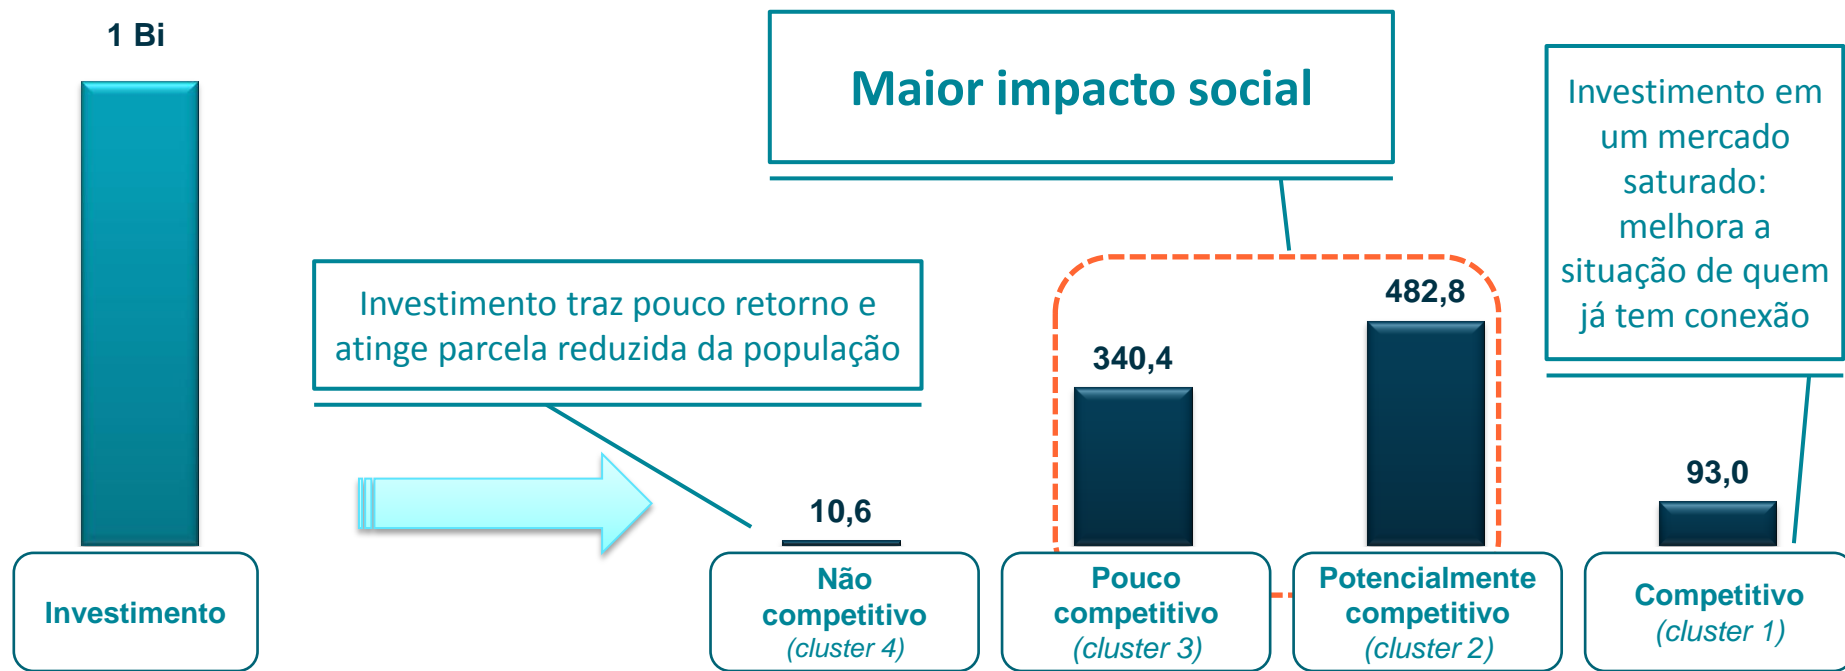 1 Bi
Investimento
Investimento traz pouco retorno e
atinge parcela reduzida da população
10,6
Não
competitivo
(cluster 4)
Maior impacto social
340,4
Pouco
competitivo
(cluster 3)
482,8
Potencialmente
competitivo
(cluster 2)
Investimento em
um mercado
saturado:
melhora a
situação de quem
já tem conexão
93,0
Competitivo
(cluster 1)